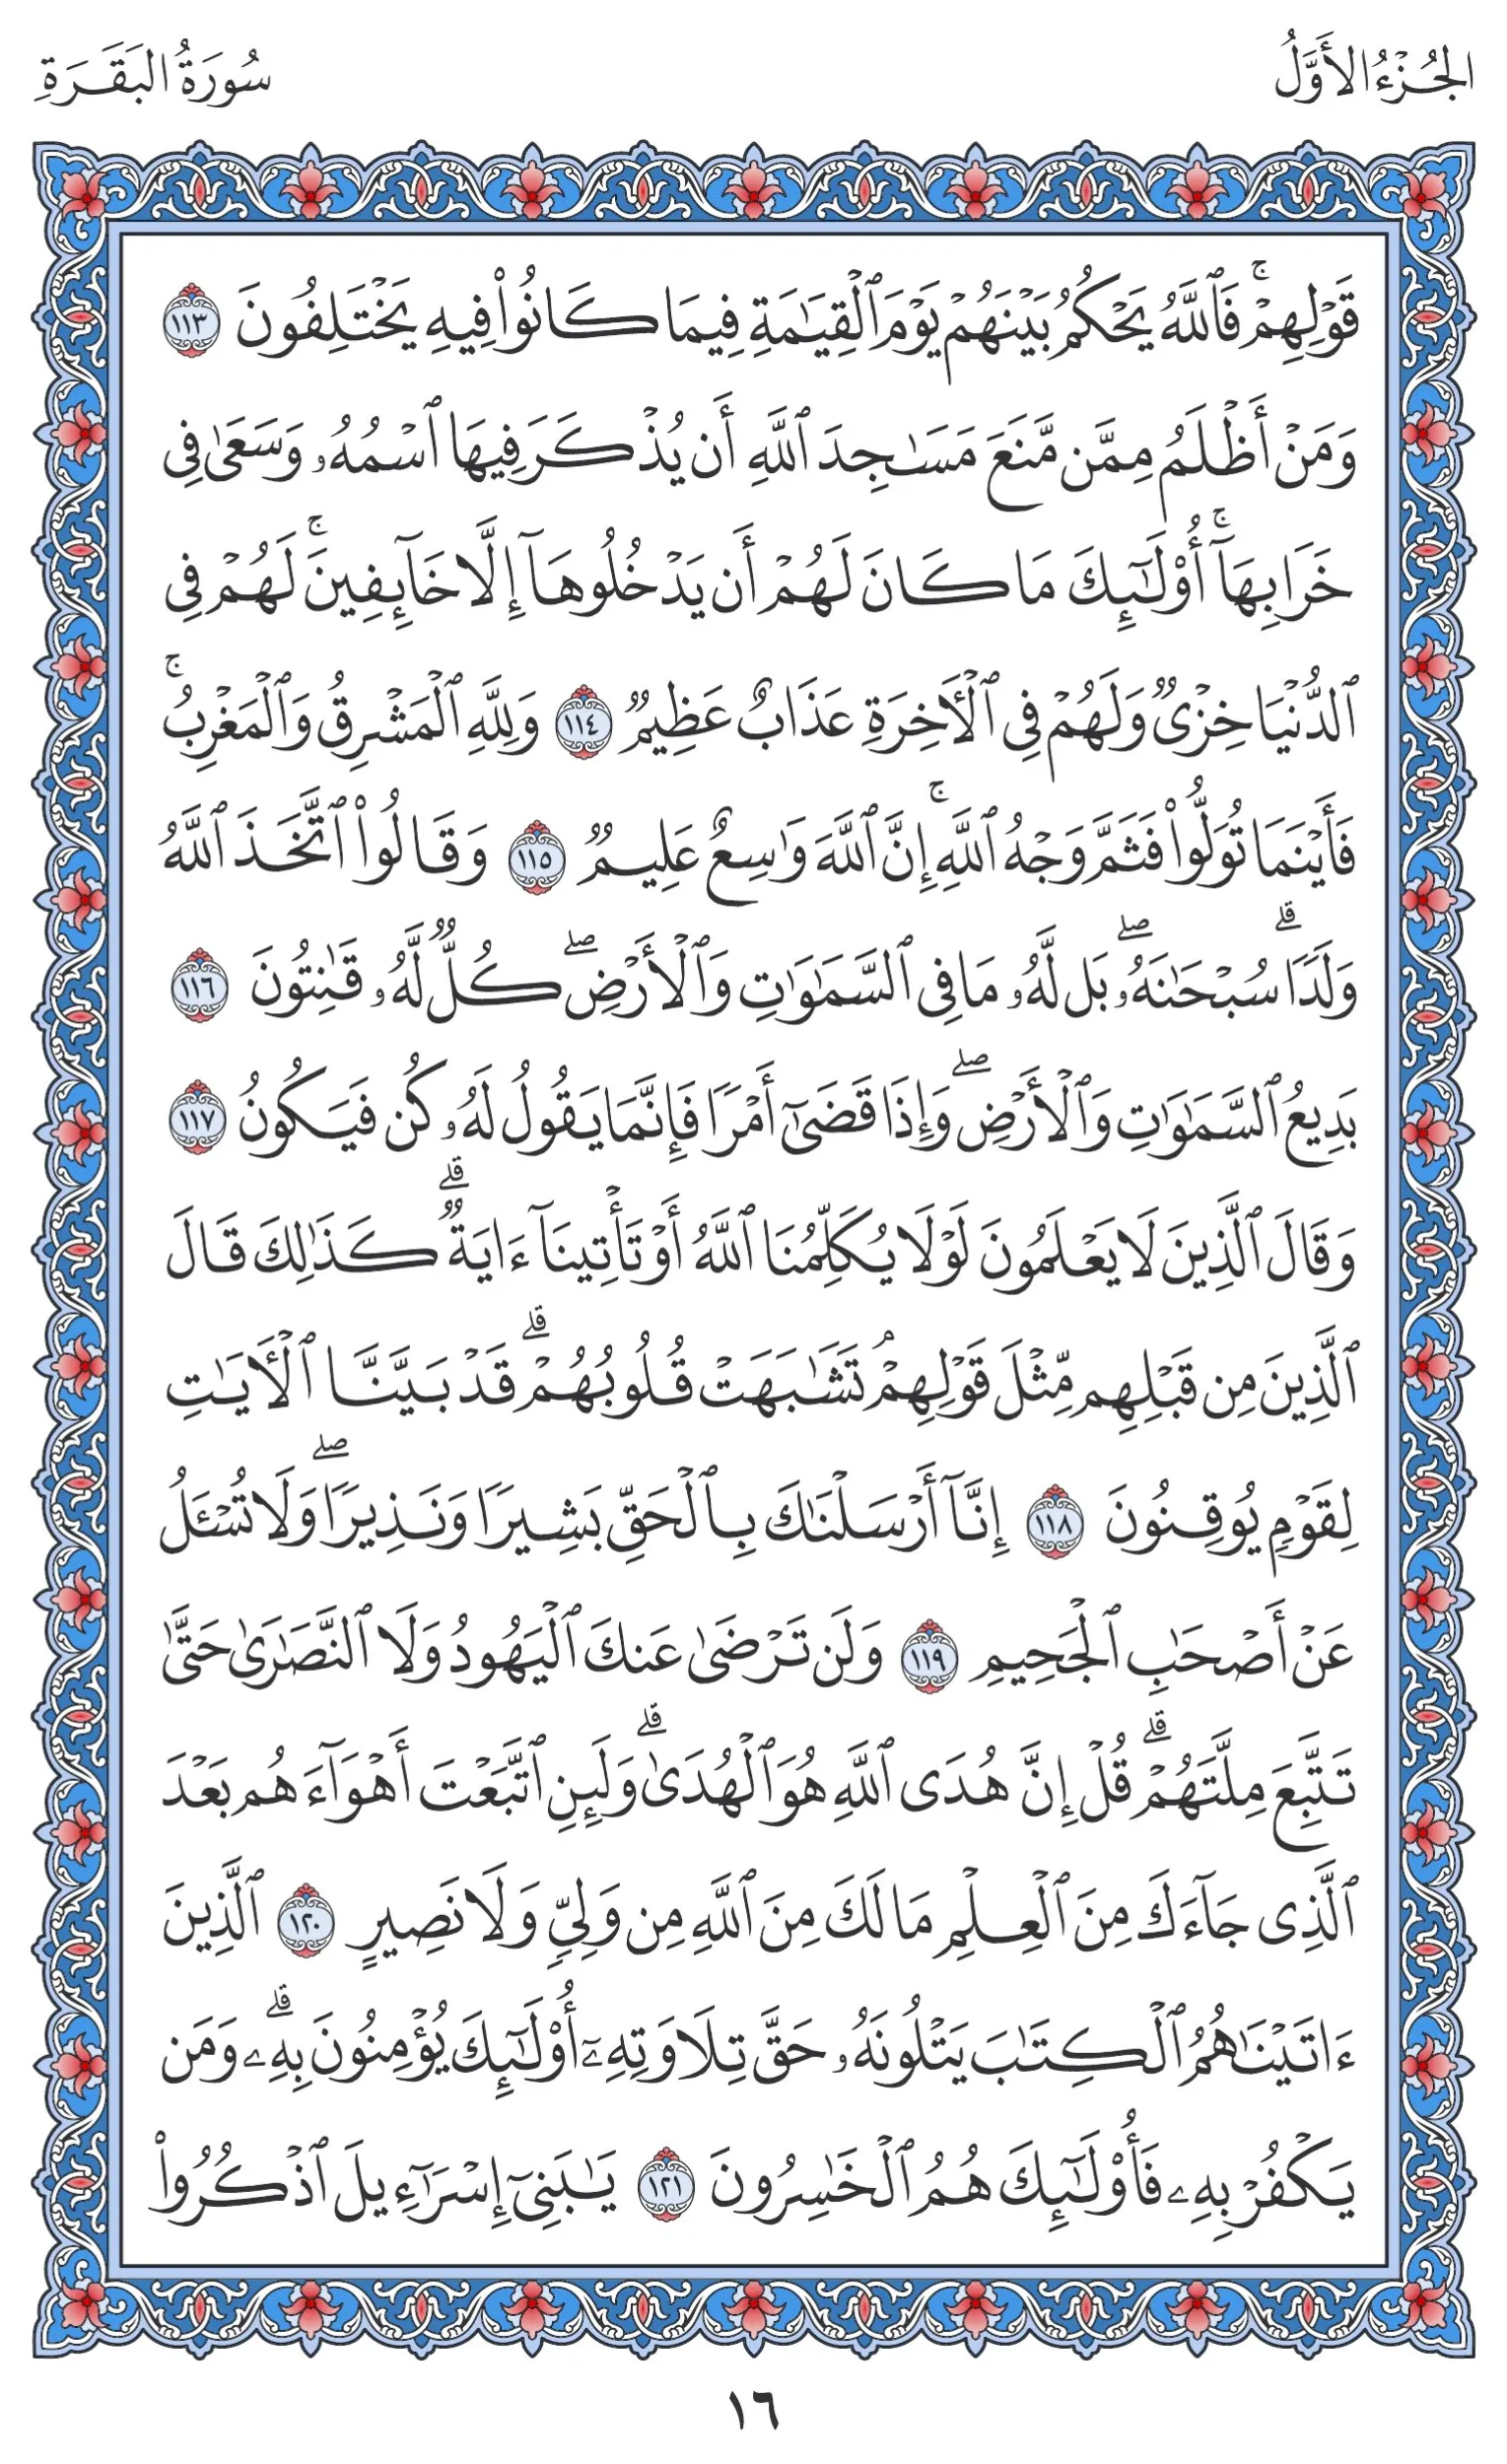 الجُزْءُ الأَوَّلُ
سُورَةُ البَقَرَةِ
قَوْلِهِمْۚ فَٱللَّهُ يَحْكُمُ بَيْنَهُمْ يَوْمَ ٱلْقِيَـٰمَةِ فِيمَا كَانُوا۟ فِيهِ يَخْتَلِفُونَ ١١٣
وَمَنْ أَظْلَمُ مِمَّن مَّنَعَ مَسَـٰجِدَ ٱللَّهِ أَن يُذْكَرَ فِيهَا ٱسْمُهُۥ وَسَعَىٰ فِى
خَرَابِهَآۚ أُو۟لَـٰٓئِكَ مَا كَانَ لَهُمْ أَن يَدْخُلُوهَآ إِلَّا خَآئِفِينَۚ لَهُمْ فِى
ٱلدُّنْيَا خِزْىٌ وَلَهُمْ فِى ٱلْـَٔاخِرَةِ عَذَابٌ عَظِيمٌ ١١٤ وَلِلَّهِ ٱلْمَشْرِقُ وَٱلْمَغْرِبُۚ
فَأَيْنَمَا تُوَلُّوا۟ فَثَمَّ وَجْهُ ٱللَّهِۚ إِنَّ ٱللَّهَ وَٰسِعٌ عَلِيمٌ ١١٥ وَقَالُوا۟ ٱتَّخَذَ ٱللَّهُ
وَلَدًاۗ سُبْحَـٰنَهُۥۖ بَل لَّهُۥ مَا فِى ٱلسَّمَـٰوَٰتِ وَٱلْأَرْضِۖ كُلٌّ لَّهُۥ قَـٰنِتُونَ ١١٦
بَدِيعُ ٱلسَّمَـٰوَٰتِ وَٱلْأَرْضِۖ وَإِذَا قَضَىٰٓ أَمْرًا فَإِنَّمَا يَقُولُ لَهُۥ كُن فَيَكُونُ ١١٧
وَقَالَ ٱلَّذِينَ لَا يَعْلَمُونَ لَوْلَا يُكَلِّمُنَا ٱللَّهُ أَوْ تَأْتِينَآ ءَايَةٌۗ كَذَٰلِكَ قَالَ
ٱلَّذِينَ مِن قَبْلِهِم مِّثْلَ قَوْلِهِمْۘ تَشَـٰبَهَتْ قُلُوبُهُمْۗ قَدْ بَيَّنَّا ٱلْـَٔايَـٰتِ
لِقَوْمٍ يُوقِنُونَ ١١٨ إِنَّآ أَرْسَلْنَـٰكَ بِٱلْحَقِّ بَشِيرًا وَنَذِيرًاۖ وَلَا تُسْـَٔلُ
عَنْ أَصْحَـٰبِ ٱلْجَحِيمِ ١١٩ وَلَن تَرْضَىٰ عَنكَ ٱلْيَهُودُ وَلَا ٱلنَّصَـٰرَىٰ حَتَّىٰ
تَتَّبِعَ مِلَّتَهُمْۗ قُلْ إِنَّ هُدَى ٱللَّهِ هُوَ ٱلْهُدَىٰۗ وَلَئِنِ ٱتَّبَعْتَ أَهْوَآءَهُم بَعْدَ
ٱلَّذِى جَآءَكَ مِنَ ٱلْعِلْمِ مَا لَكَ مِنَ ٱللَّهِ مِن وَلِىٍّ وَلَا نَصِيرٍ ١٢٠ ٱلَّذِينَ
ءَاتَيْنَـٰهُمُ ٱلْكِتَـٰبَ يَتْلُونَهُۥ حَقَّ تِلَاوَتِهِۦٓ أُو۟لَـٰٓئِكَ يُؤْمِنُونَ بِهِۦۗ وَمَن
يَكْفُرْ بِهِۦ فَأُو۟لَـٰٓئِكَ هُمُ ٱلْخَـٰسِرُونَ ١٢١ يَـٰبَنِىٓ إِسْرَٰٓءِيلَ ٱذْكُرُوا۟
١٦